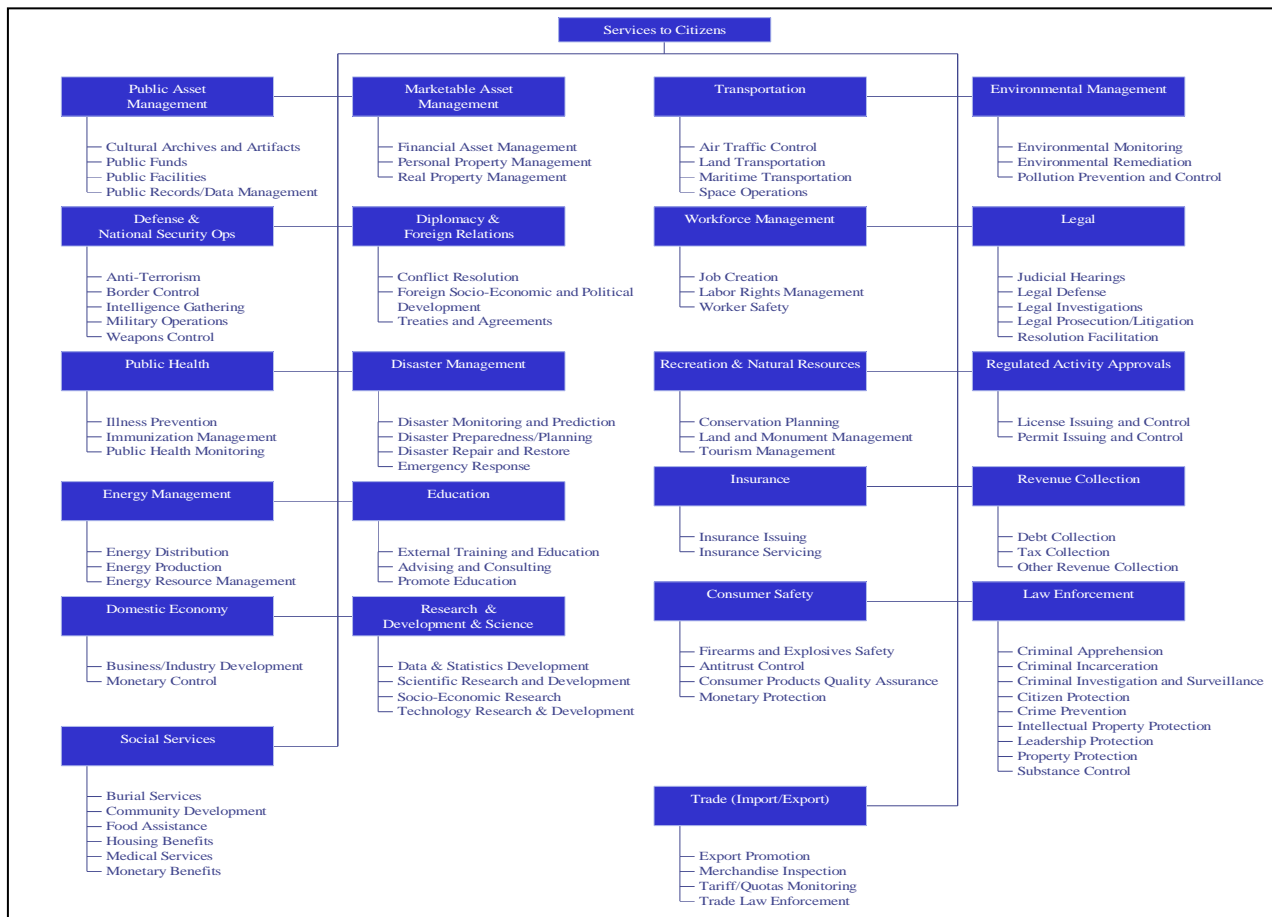 Services to Citizens
Public Asset
Management
Cultural Archives and Artifacts
Public Funds
Public Facilities
Public Records/Data Management
Marketable Asset
Management
Financial Asset Management
Personal Property Management
Real Property Management
Defense &
National Security Ops
Anti-Terrorism
Border Control
Intelligence Gathering
Military Operations
Weapons Control
Diplomacy &
Foreign Relations
Conflict Resolution
Foreign Socio-Economic and Political
Development
Treaties and Agreements
Public Health
Illness Prevention
Immunization Management
Public Health Monitoring
Disaster Management
Disaster Monitoring and Prediction
Disaster Preparedness/Planning
Disaster Repair and Restore
Emergency Response
Energy Management
Energy Distribution
Energy Production
Energy Resource Management
Education
External Training and Education
Advising and Consulting
Promote Education
Domestic Economy
Business/Industry Development
Monetary Control
Research &
Development & Science
Data & Statistics Development
Scientific Research and Development
Socio-Economic Research
Technology Research & Development
Social Services
Burial Services
Community Development
Food Assistance
Housing Benefits
Medical Services
Monetary Benefits
Transportation
Air Traffic Control
Land Transportation
Maritime Transportation
Space Operations
Environmental Management
Environmental Monitoring
Environmental Remediation
Pollution Prevention and Control
Workforce Management
Job Creation
Labor Rights Management
Worker Safety
Legal
Judicial Hearings
Legal Defense
Legal Investigations
Legal Prosecution/Litigation
Resolution Facilitation
Recreation & Natural Resources
Conservation Planning
Land and Monument Management
Tourism Management
Regulated Activity Approvals
License Issuing and Control
Permit Issuing and Control
Insurance
Insurance Issuing
Insurance Servicing
Revenue Collection
Debt Collection
Tax Collection
Other Revenue Collection
Consumer Safety
Firearms and Explosives Safety
Antitrust Control
Consumer Products Quality Assurance
Monetary Protection
Law Enforcement
Criminal Apprehension
Criminal Incarceration
Criminal Investigation and Surveillance
Citizen Protection
Crime Prevention
Intellectual Property Protection
Leadership Protection
Property Protection
Substance Control
Trade (Import/Export)
Export Promotion
Merchandise Inspection
Tariff/Quotas Monitoring
Trade Law Enforcement